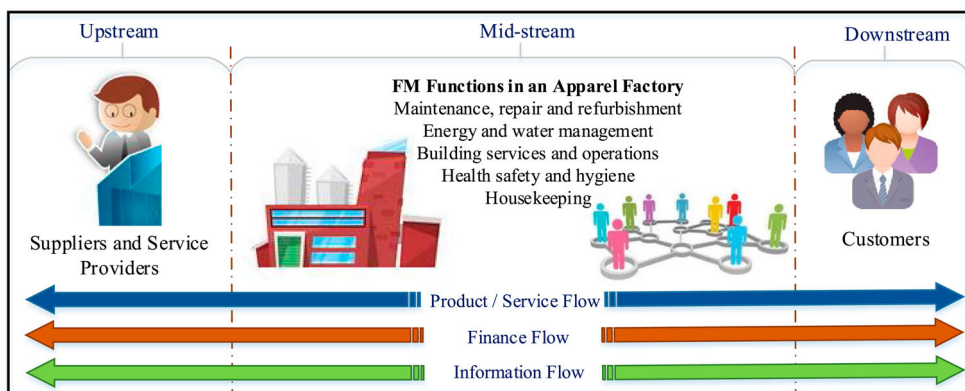 Upstream
Mid-stream
Downstream
FM Functions in an Apparel Factory
Maintenance, repair and refurbishment
Energy and water management
Building services and operations
Health safety and hygiene
Housekeeping
Suppliers and Service
Providers
Customers
Product / Service Flow
Finance Flow
Information Flow